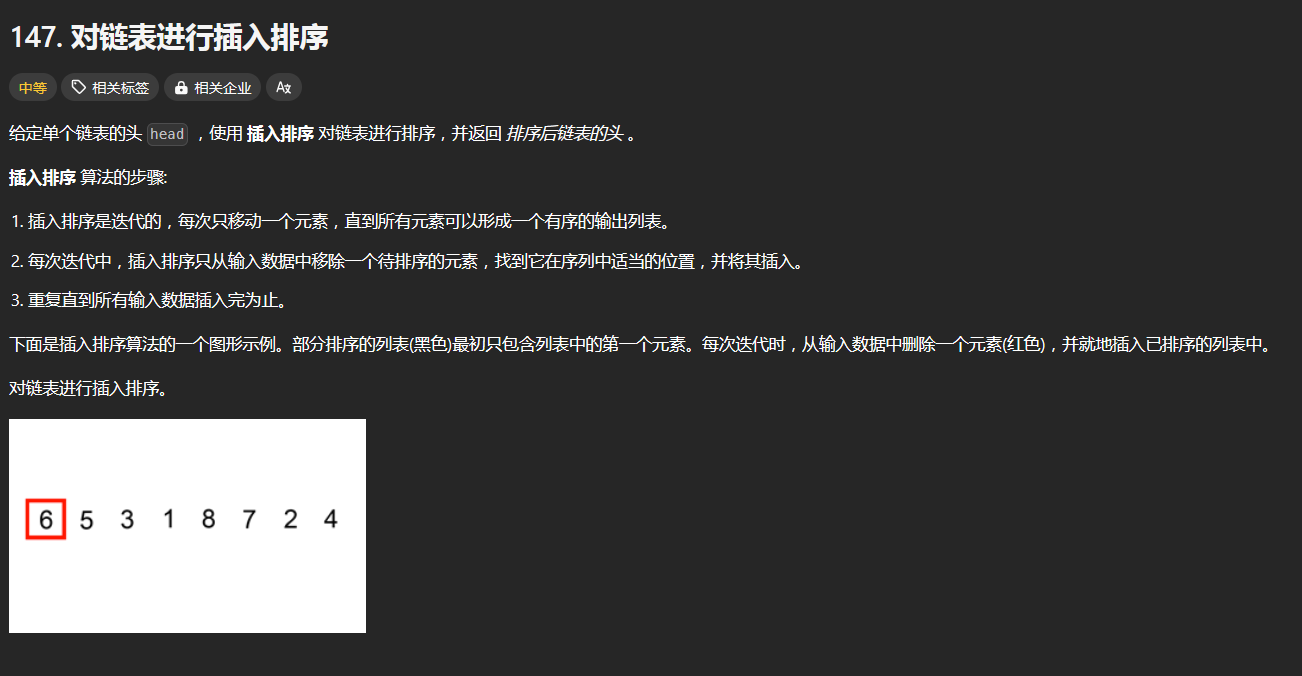 147. 对链表进行插入排序
中等 相关标签 相关企业 Aあ
给定单个链表的头 head ，使用 插入排序 对链表进行排序，并返回 排序后链表的头 。
插入排序 算法的步骤:
1. 插入排序是迭代的，每次只移动一个元素，直到所有元素可以形成一个有序的输出列表。
2. 每次迭代中，插入排序只从输入数据中移除一个待排序的元素，找到它在序列中适当的位置，并将其插入。
3. 重复直到所有输入数据插入完为止。
下面是插入排序算法的一个图形示例。部分排序的列表(黑色)最初只包含列表中的第一个元素。每次迭代时，从输入数据中删除一个元素(红色)，并就地插入已排序的列表中。
对链表进行插入排序。
6 5 3 1 8 7 2 4